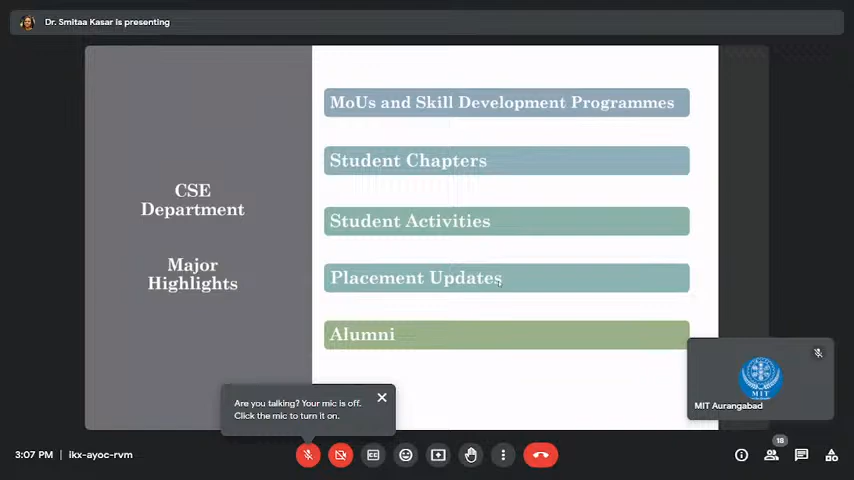 Dr. Smitaa Kasar is presenting
CSE
Department
Major
Highlights
MoUs and Skill Development Programmes
Student Chapters
Student Activities
Placement Updates
Alumni
MIT
MIT Aurangabad
Are you talking? Your mic is off.
Click the mic to turn it on.
3:07 PM | ikx-ayoc-rvm
18